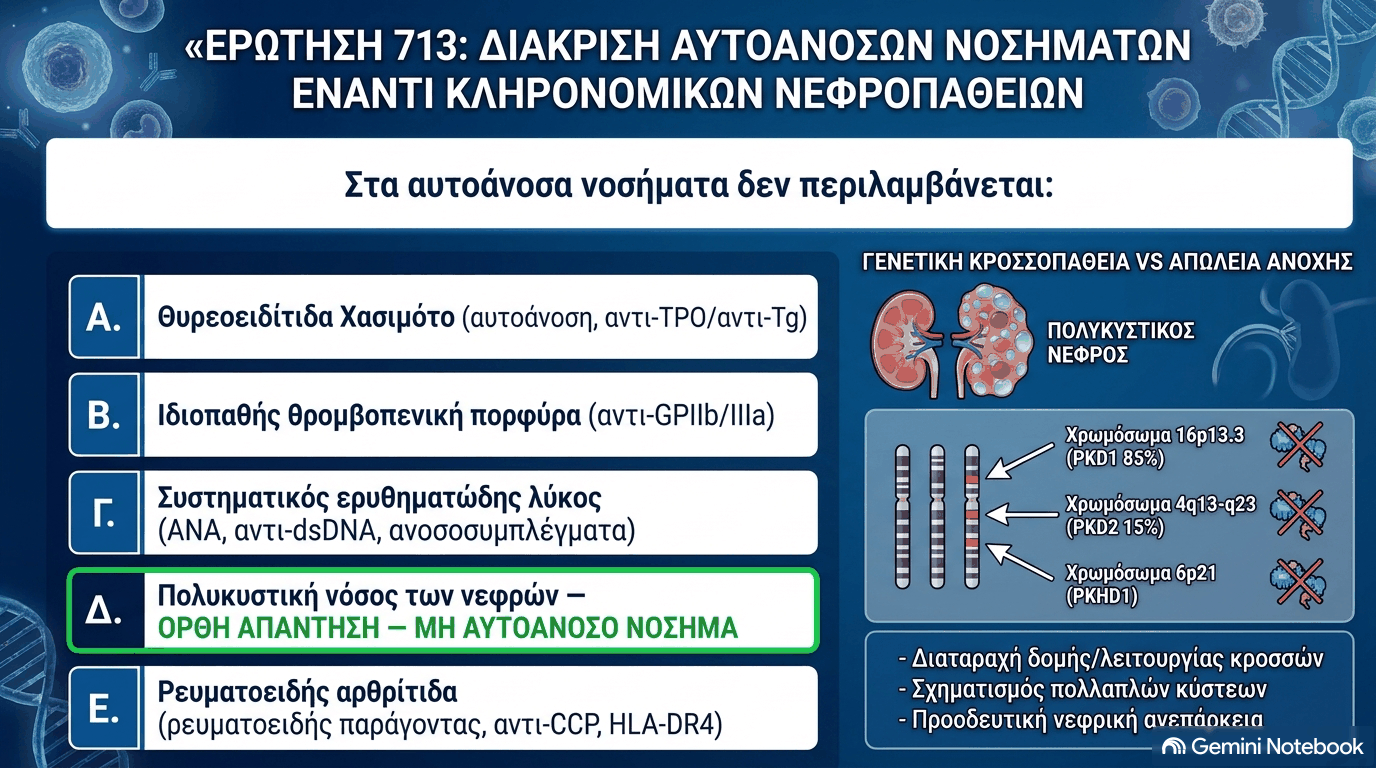 «ΕΡΩΤΗΣΗ 713: ΔΙΑΚΡΙΣΗ ΑΥΤΟΑΝΟΣΩΝ ΝΟΣΗΜΑΤΩΝ
ΕΝΑΝΤΙ ΚΛΗΡΟΝΟΜΙΚΩΝ ΝΕΦΡΟΠΑΘΕΙΩΝ
Στα αυτοάνοσα νοσήματα δεν περιλαμβάνεται:
Α. Θυρεοειδίτιδα Χασιμότο (αυτοάνοση, αντι-TPO/αντι-Tg)
Β. Ιδιοπαθής θρομβοπενική πορφύρα (αντι-GPIIb/IIIa)
Γ. Συστηματικός ερυθηματώδης λύκος
(ANA, αντι-dsDNA, ανοσοσυμπλέγματα)
Δ. Πολυκυστική νόσος των νεφρών —
ΟΡΘΗ ΑΠΑΝΤΗΣΗ — ΜΗ ΑΥΤΟΑΝΟΣΟ ΝΟΣΗΜΑ
Ε. Ρευματοειδής αρθρίτιδα
(ρευματοειδής παράγοντας, αντι-CCP, HLA-DR4)
ΓΕΝΕΤΙΚΗ ΚΡΟΣΣΟΠΑΘΕΙΑ VS ΑΠΩΛΕΙΑ ΑΝΟΧΗΣ
ΠΟΛΥΚΥΣΤΙΚΟΣ
ΝΕΦΡΟΣ
Χρωμόσωμα 16p13.3
(PKD1 85%)
Χρωμόσωμα 4q13-q23
(PKD2 15%)
Χρωμόσωμα 6p21
(PKHD1)
- Διαταραχή δομής/λειτουργίας κροσσών
- Σχηματισμός πολλαπλών κύστεων
- Προοδευτική νεφρική ανεπάρκεια
Gemini Notebook